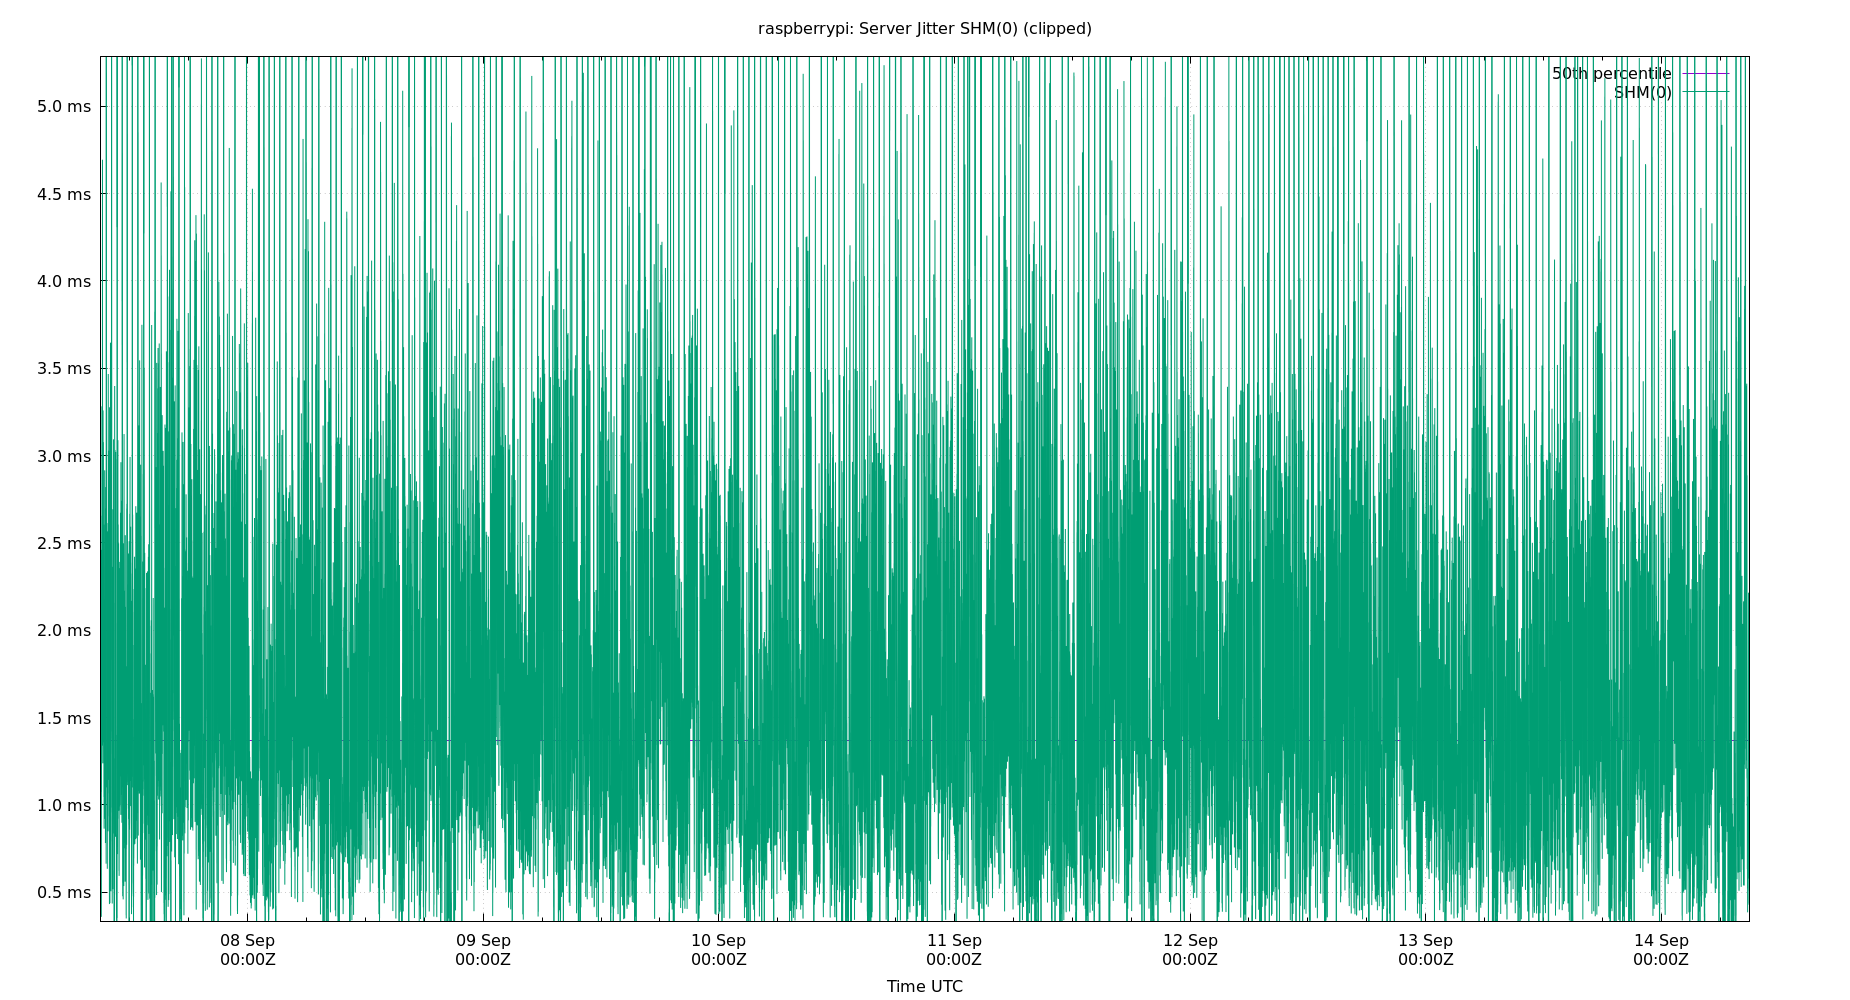 raspberrypi: Server Jitter SHM(0) (clipped)
50th percentile
SHM(0)
5.0 ms
4.5 ms
4.0 ms
3.5 ms
3.0 ms
2.5 ms
2.0 ms
1.5 ms
1.0 ms
0.5 ms
08 Sep 09 Sep 10 Sep 11 Sep 12 Sep 13 Sep 14 Sep
00:00Z 00:00Z 00:00Z 00:00Z 00:00Z 00:00Z 00:00Z
Time UTC